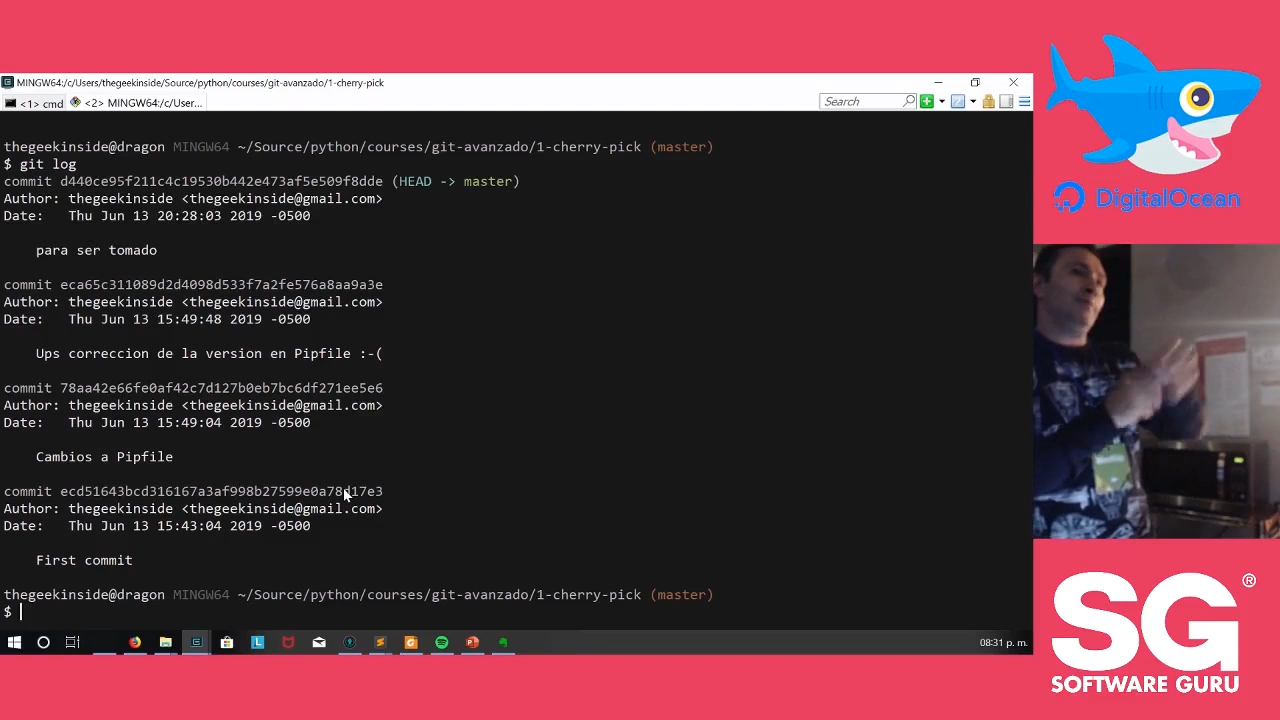 MINGW64:/c/Users/thegeekinside/Source/python/courses/git-avanzado/1-cherry-pick
<1> cmd
<2> MINGW64:/c/User...
Search
thegeekinside@dragon MINGW64 ~/Source/python/courses/git-avanzado/1-cherry-pick (master)
$ git log
commit d440ce95f211c4c19530b442e473af5e509f8dde (HEAD -> master)
Author: thegeekinside <thegeekinside@gmail.com>
Date:   Thu Jun 13 20:28:03 2019 -0500
para ser tomado
commit eca65c311089d2d4098d533f7a2fe576a8aa9a3e
Author: thegeekinside <thegeekinside@gmail.com>
Date:   Thu Jun 13 15:49:48 2019 -0500
Ups correccion de la version en Pipfile :-(
commit 78aa42e66fe0af42c7d127b0eb7bc6df271ee5e6
Author: thegeekinside <thegeekinside@gmail.com>
Date:   Thu Jun 13 15:49:04 2019 -0500
Cambios a Pipfile
commit ecd51643bcd316167a3af998b27599e0a78d17e3
Author: thegeekinside <thegeekinside@gmail.com>
Date:   Thu Jun 13 15:43:04 2019 -0500
First commit
thegeekinside@dragon MINGW64 ~/Source/python/courses/git-avanzado/1-cherry-pick (master)
$
08:31 p. m.
DigitalOcean
SG®
SOFTWARE GURU